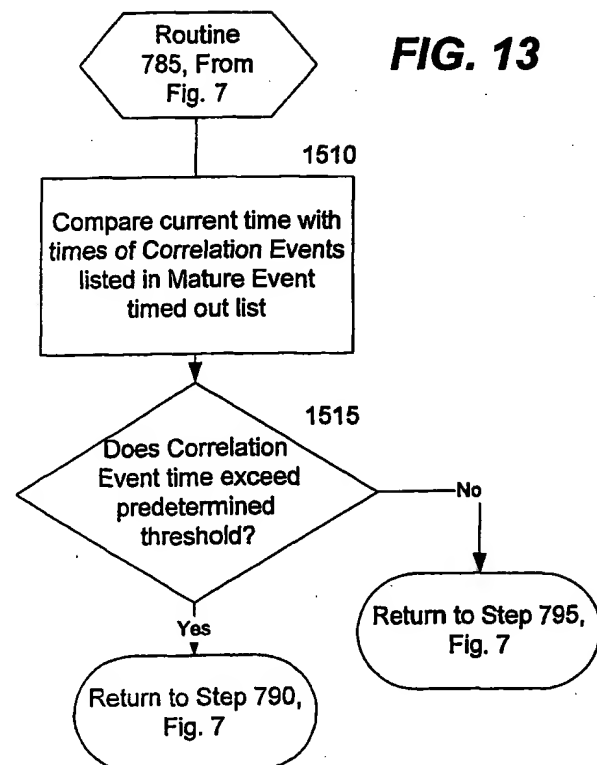 Routine
785, From
Fig. 7
FIG. 13
1510
Compare current time with
times of Correlation Events
listed in Mature Event
timed out list
1515
Does Correlation
Event time exceed
predetermined
threshold?
No
Yes
Return to Step 795,
Fig. 7
Return to Step 790,
Fig. 7